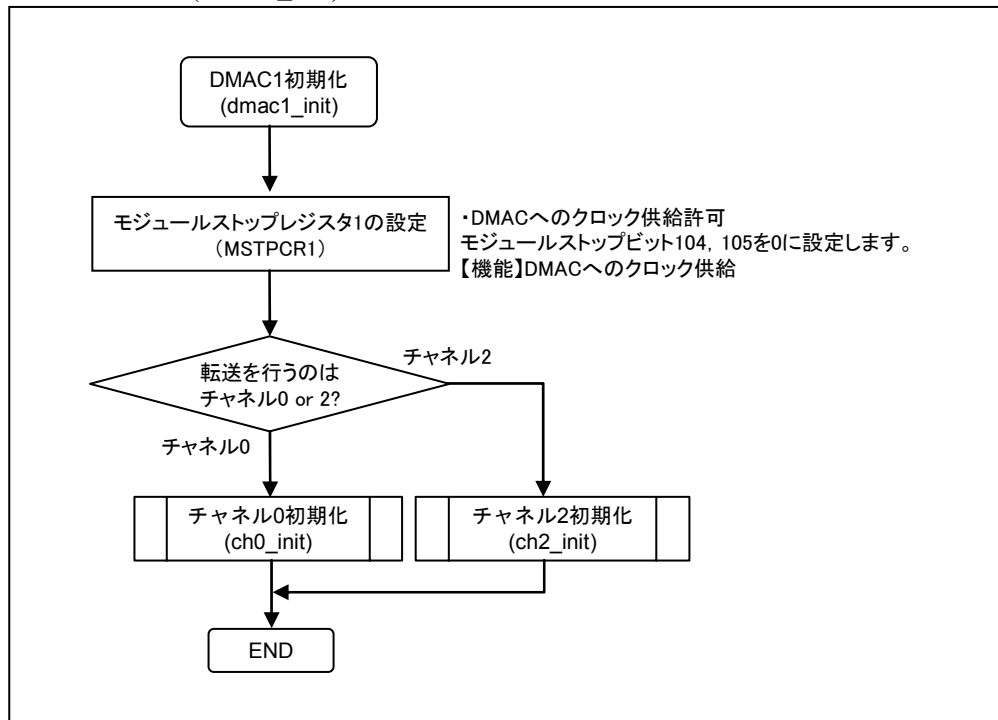 DMAC1初期化
(dmac1_init)
モジュールストップレジスタ1の設定
(MSTPCR1)
・DMACへのクロック供給許可
モジュールストップビット104, 105を0に設定します。
【機能】DMACへのクロック供給
転送を行うのは
チャネル0 or 2?
チャネル2
チャネル0
チャネル0初期化
(ch0_init)
チャネル2初期化
(ch2_init)
END